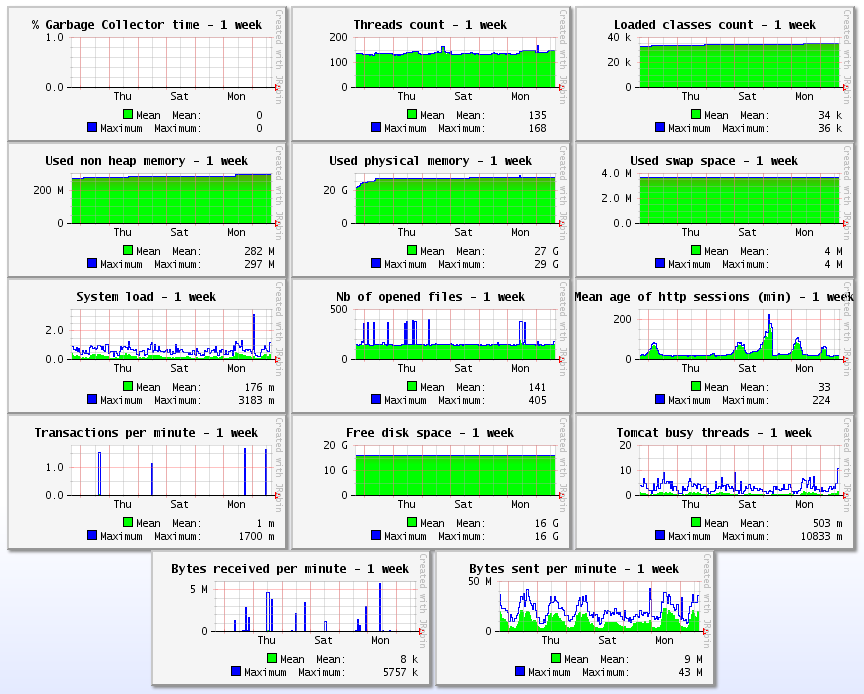 % Garbage Collector time - 1 week
1.0
0.0
Thu Sat Mon
Mean Mean: 0
Maximum Maximum: 0
Created with JRobin
Threads count - 1 week
200
100
0
Thu Sat Mon
Mean Mean: 135
Maximum Maximum: 168
Created with JRobin
Loaded classes count - 1 week
40 k
20 k
0
Thu Sat Mon
Mean Mean: 34 k
Maximum Maximum: 36 k
Created with JRobin
Used non heap memory - 1 week
200 M
0
Thu Sat Mon
Mean Mean: 282 M
Maximum Maximum: 297 M
Created with JRobin
Used physical memory - 1 week
20 G
0
Thu Sat Mon
Mean Mean: 27 G
Maximum Maximum: 29 G
Created with JRobin
Used swap space - 1 week
4.0 M
2.0 M
0.0
Thu Sat Mon
Mean Mean: 4 M
Maximum Maximum: 4 M
Created with JRobin
System load - 1 week
2.0
0.0
Thu Sat Mon
Mean Mean: 176 m
Maximum Maximum: 3183 m
Created with JRobin
Nb of opened files - 1 week
500
0
Thu Sat Mon
Mean Mean: 141
Maximum Maximum: 405
Created with JRobin
Mean age of http sessions (min) - 1 week
200
0
Thu Sat Mon
Mean Mean: 33
Maximum Maximum: 224
Created with JRobin
Transactions per minute - 1 week
1.0
0.0
Thu Sat Mon
Mean Mean: 1 m
Maximum Maximum: 1700 m
Created with JRobin
Free disk space - 1 week
20 G
10 G
0
Thu Sat Mon
Mean Mean: 16 G
Maximum Maximum: 16 G
Created with JRobin
Tomcat busy threads - 1 week
20
10
0
Thu Sat Mon
Mean Mean: 503 m
Maximum Maximum: 10833 m
Created with JRobin
Bytes received per minute - 1 week
5 M
0
Thu Sat Mon
Mean Mean: 8 k
Maximum Maximum: 5757 k
Created with JRobin
Bytes sent per minute - 1 week
50 M
0
Thu Sat Mon
Mean Mean: 9 M
Maximum Maximum: 43 M
Created with JRobin